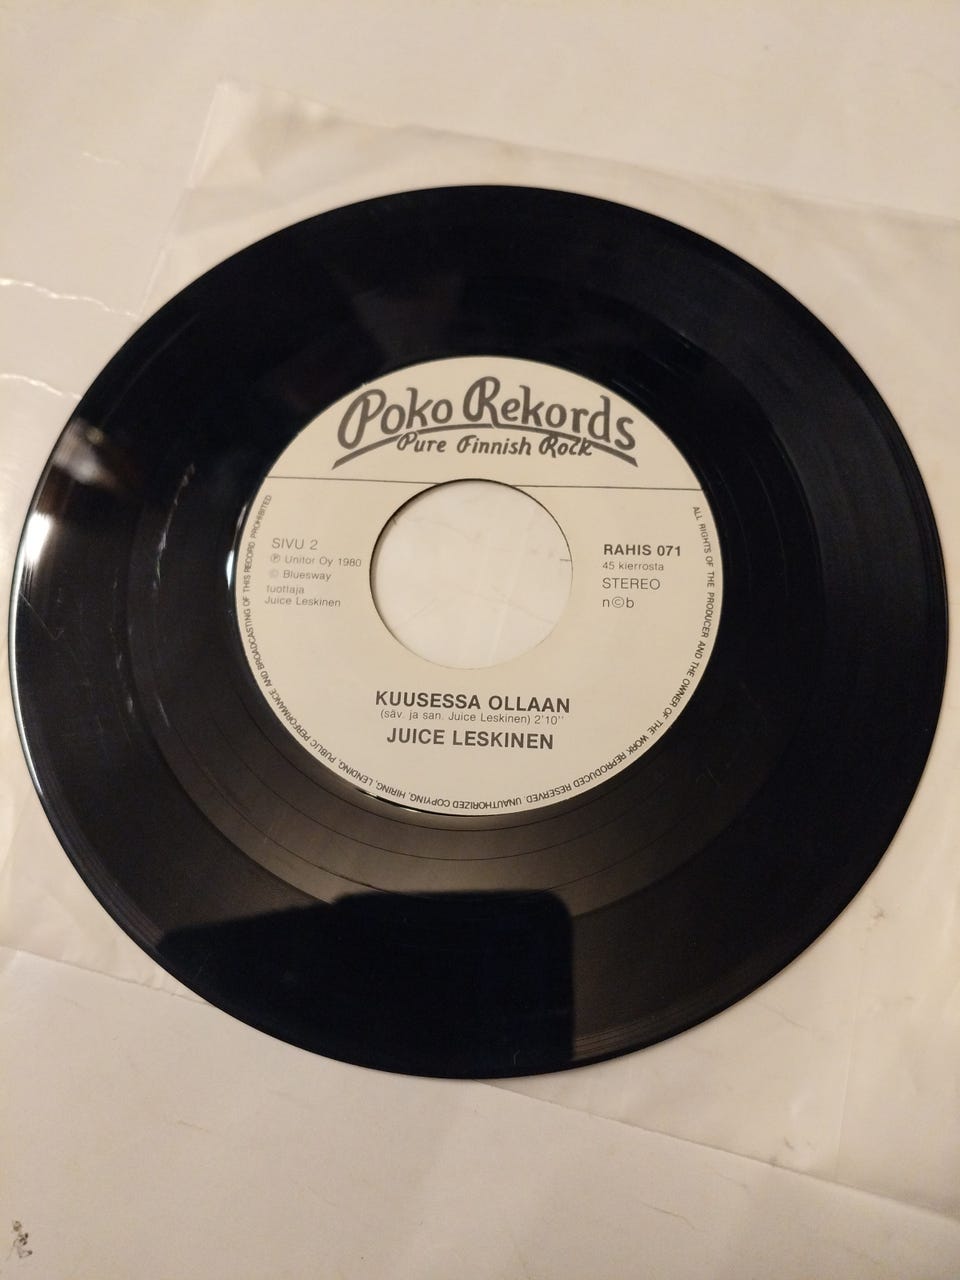 Poko Rekords
Pure Finnish Rock
SIVU 2
℗ Unitor Oy 1980
© Bluesway
tuottaja
Juice Leskinen
RAHIS 071
45 kierrosta
STEREO
n©b
KUUSESSA OLLAAN
(säv. ja san. Juice Leskinen) 2'10''
JUICE LESKINEN
ALL RIGHTS OF THE PRODUCER AND THE OWNER OF THE WORK REPRODUCED RESERVED. UNAUTHORIZED COPYING, HIRING, LENDING, PUBLIC PERFORMANCE AND BROADCASTING OF THIS RECORD PROHIBITED